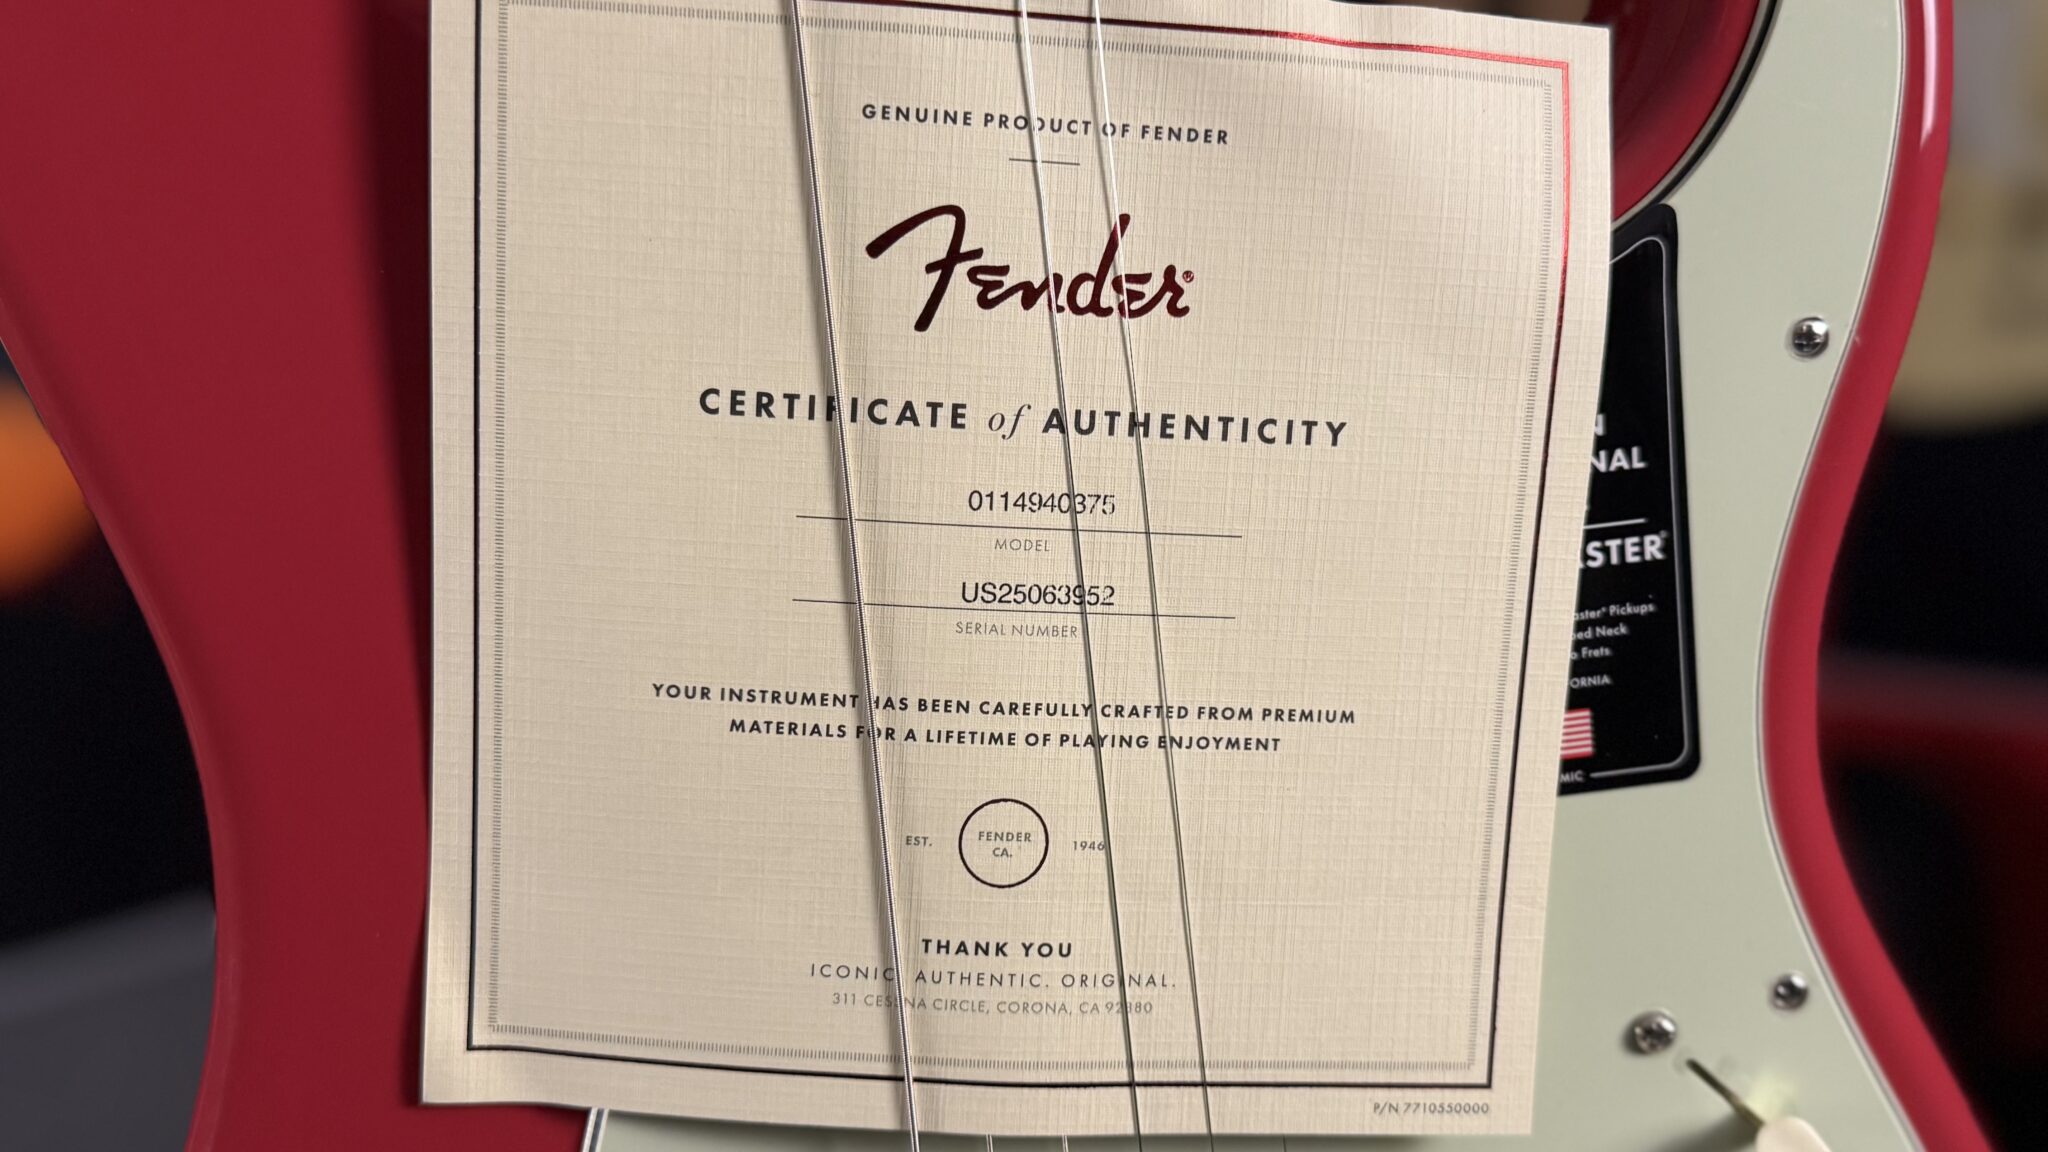 GENUINE PRODUCT OF FENDER
Fender®
CERTIFICATE of AUTHENTICITY
0114940375
MODEL
US25063952
SERIAL NUMBER
YOUR INSTRUMENT HAS BEEN CAREFULLY CRAFTED FROM PREMIUM
MATERIALS FOR A LIFETIME OF PLAYING ENJOYMENT
EST. FENDER CA. 1946
THANK YOU
ICONIC. AUTHENTIC. ORIGINAL.
311 CESSNA CIRCLE, CORONA, CA 92880
P/N 7710550000
NAL
STER®
Pickups
Neck
Frets